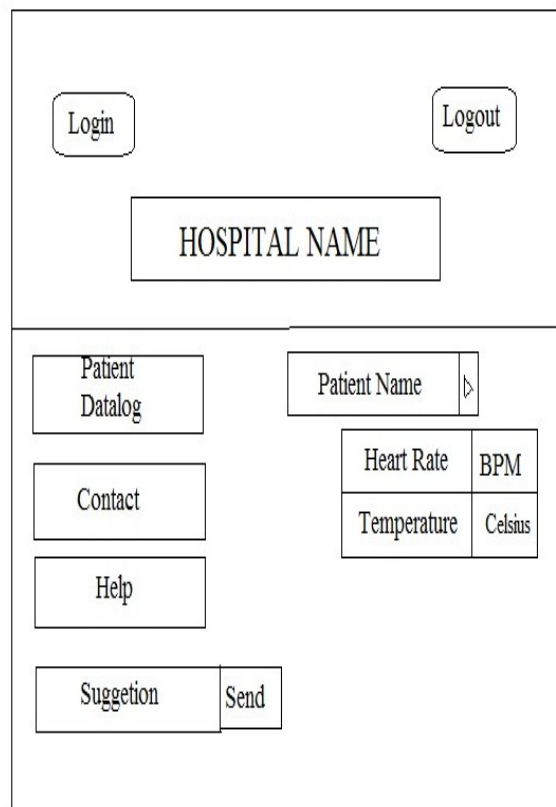 Login
Logout
HOSPITAL NAME
Patient
Datalog
Patient Name
Heart Rate BPM
Temperature Celsius
Contact
Help
Suggetion Send